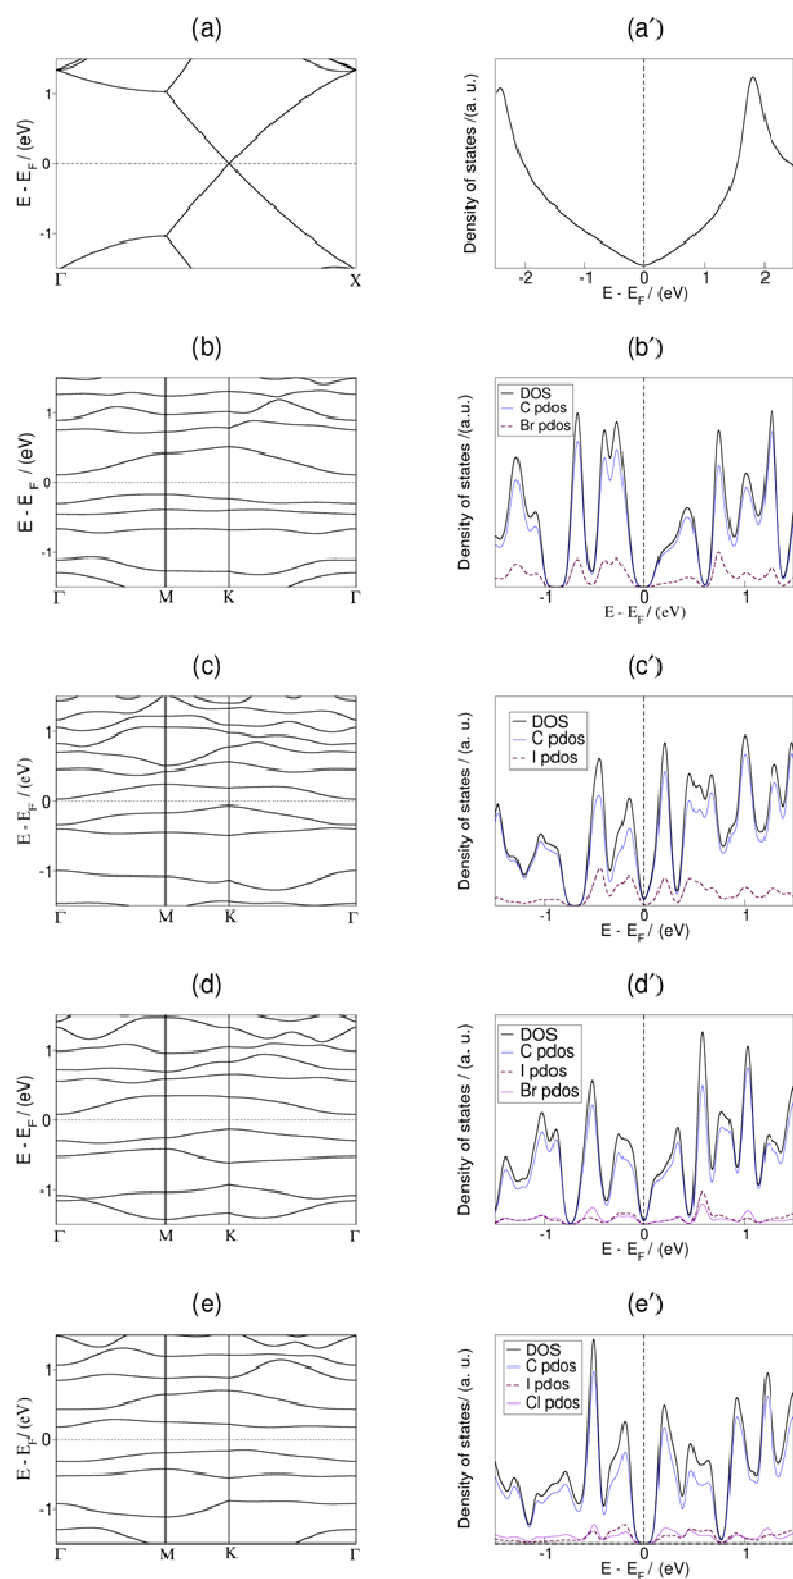 (a)
E - E_F / (eV)
1
0
-1
Γ X
(a′)
Density of states /(a. u.)
-2 -1 0 1 2
E - E_F / (eV)
(b)
E - E_F / (eV)
1
0
-1
Γ M K Γ
(b′)
Density of states /(a.u.)
DOS
C pdos
Br pdos
-1 0 1
E - E_F / (eV)
(c)
E - E_F / (eV)
1
0
-1
Γ M K Γ
(c′)
Density of states / (a. u.)
DOS
C pdos
I pdos
-1 0 1
E - E_F / (eV)
(d)
E - E_F / (eV)
1
0
-1
Γ M K Γ
(d′)
Density of states / (a. u.)
DOS
C pdos
I pdos
Br pdos
-1 0 1
E - E_F / (eV)
(e)
E - E_F / (eV)
1
0
-1
Γ M K Γ
(e′)
Density of states/ (a. u.)
DOS
C pdos
I pdos
Cl pdos
-1 0 1
E - E_F / (eV)